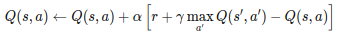 Q(s, a) ← Q(s, a) + α [r + γ max_{a'} Q(s', a') − Q(s, a)]